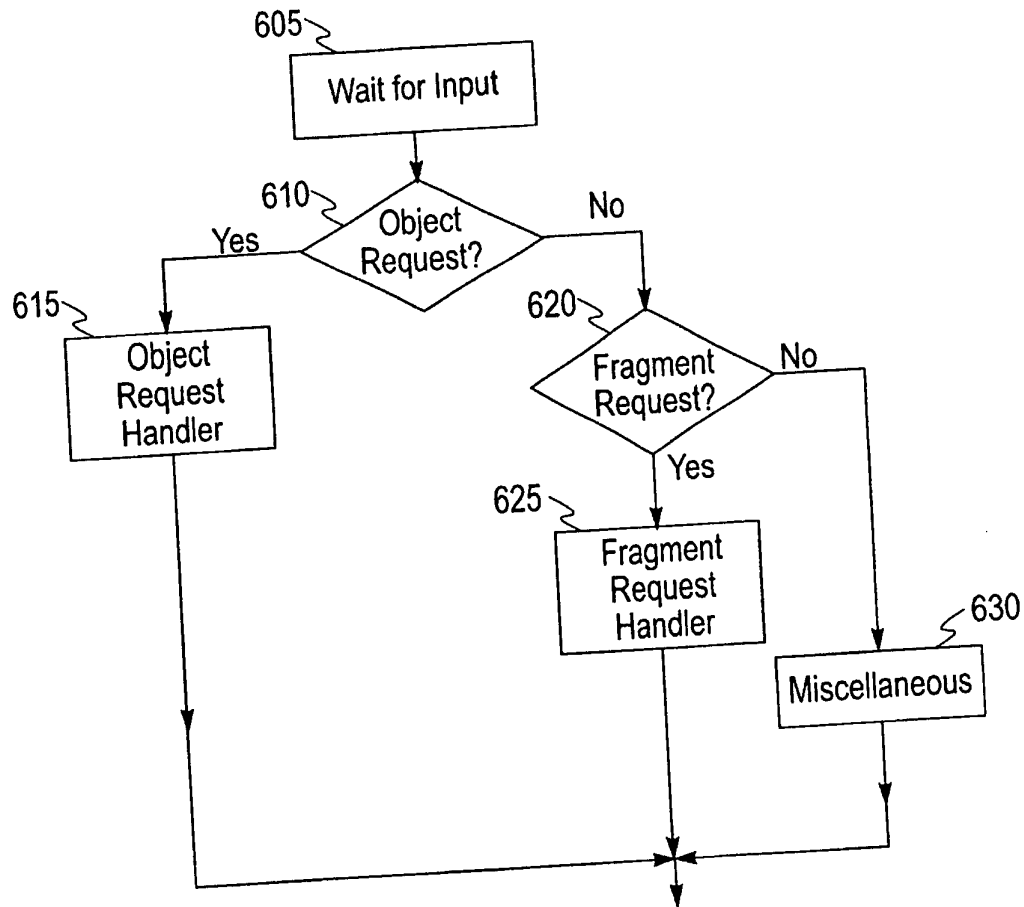 605
Wait for Input
610
Object
Request?
Yes
No
615
Object
Request
Handler
620
Fragment
Request?
No
Yes
625
Fragment
Request
Handler
630
Miscellaneous